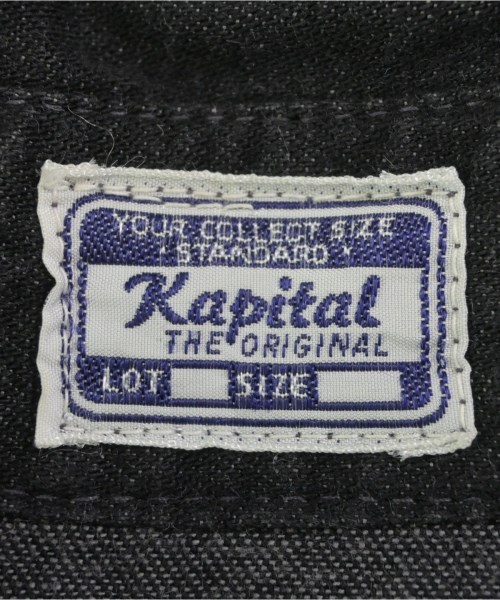 YOUR COLLECT SIZE
STANDARD
Kapital
THE ORIGINAL
LOT SIZE